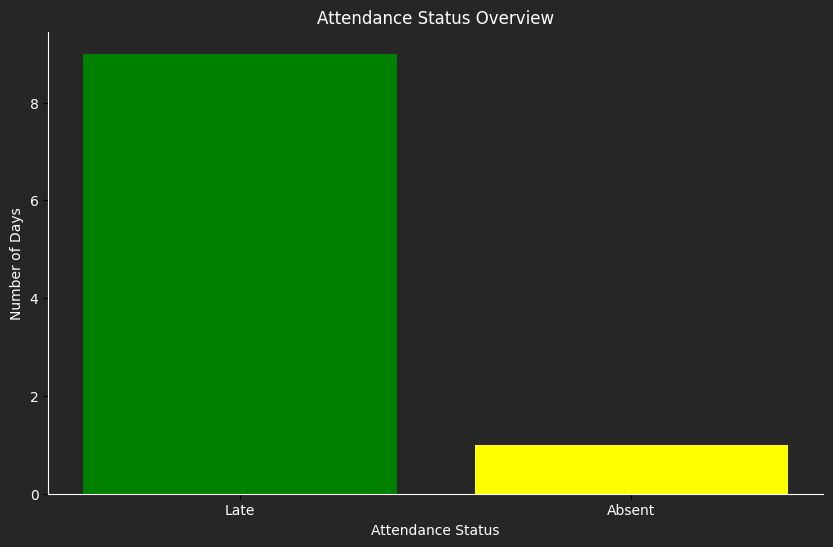 Attendance Status Overview
Number of Days
8
6
4
2
0
Late
Absent
Attendance Status